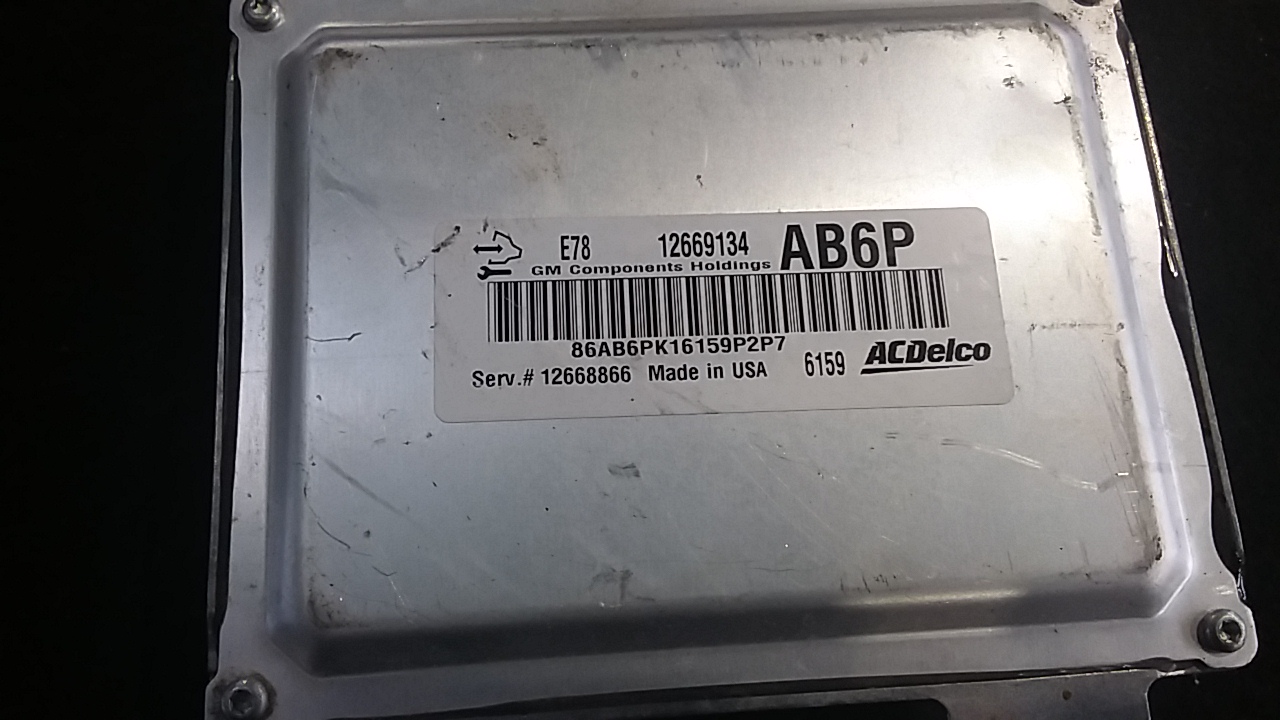 E78 12669134 AB6P
GM Components Holdings
86AB6PK16159P2P7
Serv.# 12668866 Made in USA 6159 ACDelco